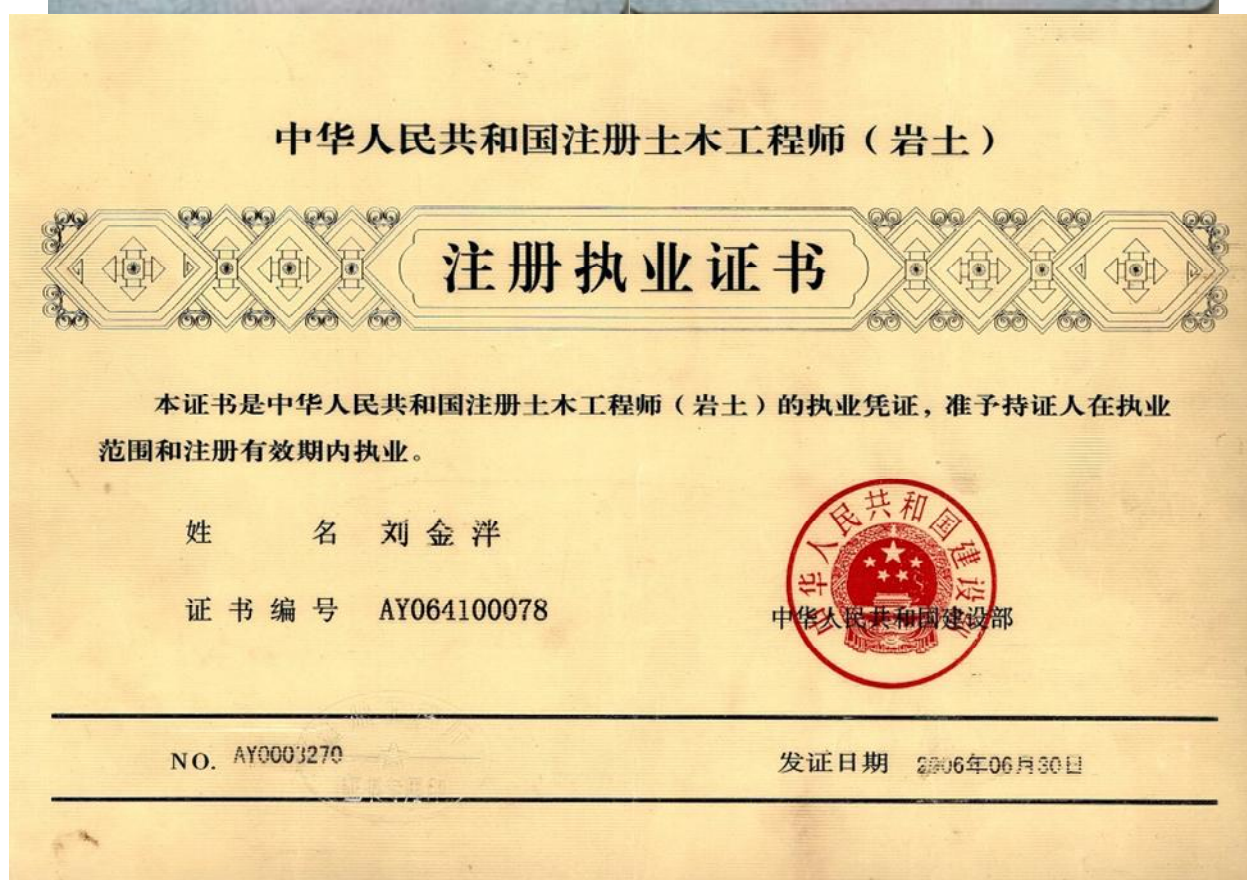 中华人民共和国注册土木工程师（岩土）
注册执业证书
本证书是中华人民共和国注册土木工程师（岩土）的执业凭证，准予持证人在执业
范围和注册有效期内执业。
姓 名 刘金泮
证书编号 AY064100078
中华人民共和国建设部
中华人民共和国建设部
NO. AY0003270
发证日期 2006年06月30日